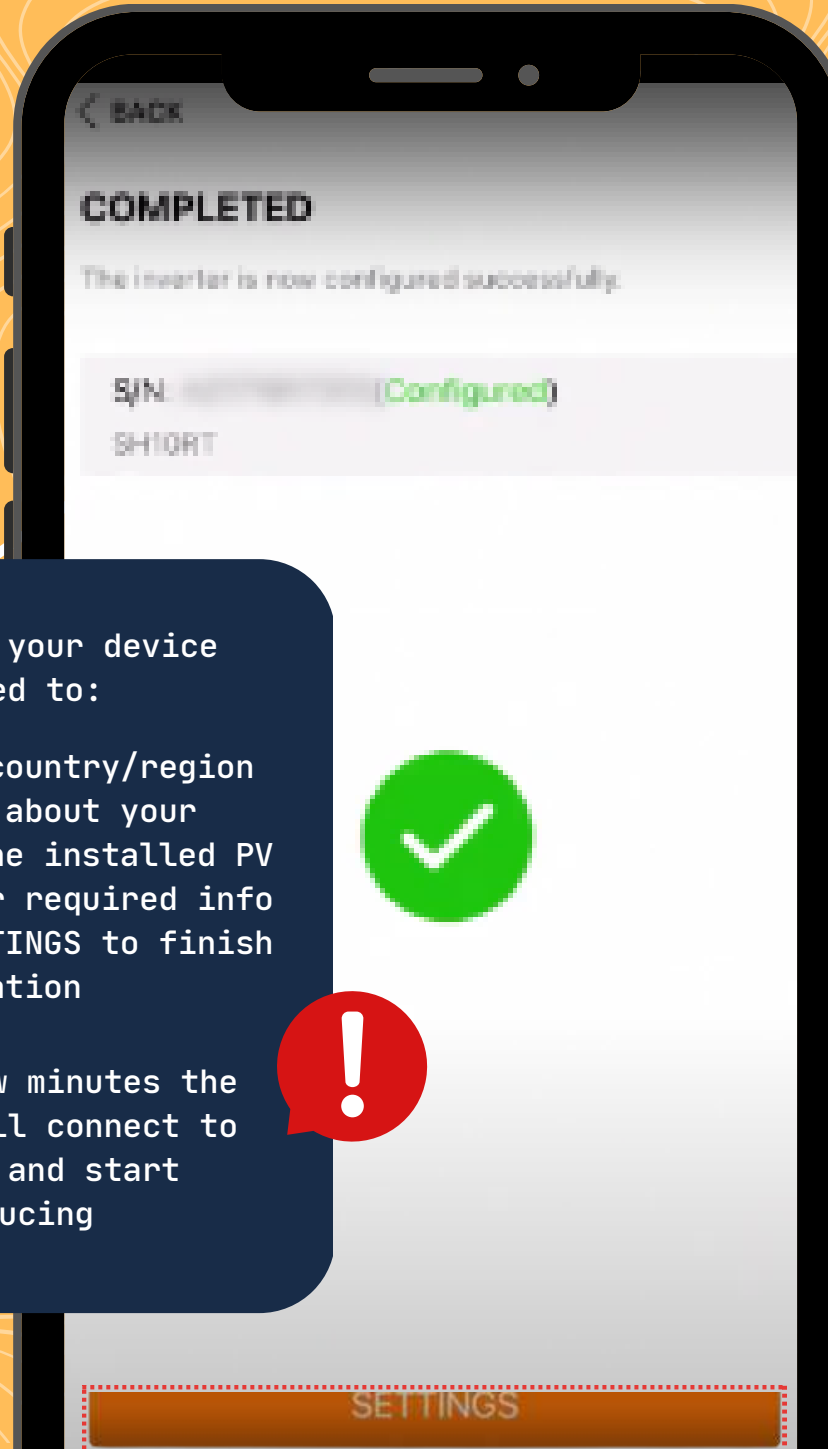 BACK
COMPLETED
The inverter is now configured successfully.
S/N: (Configured)
SH10RT
your device
ed to:
country/region
about your
ne installed PV
r required info
TINGS to finish
ation
w minutes the
ll connect to
and start
ucing
SETTINGS